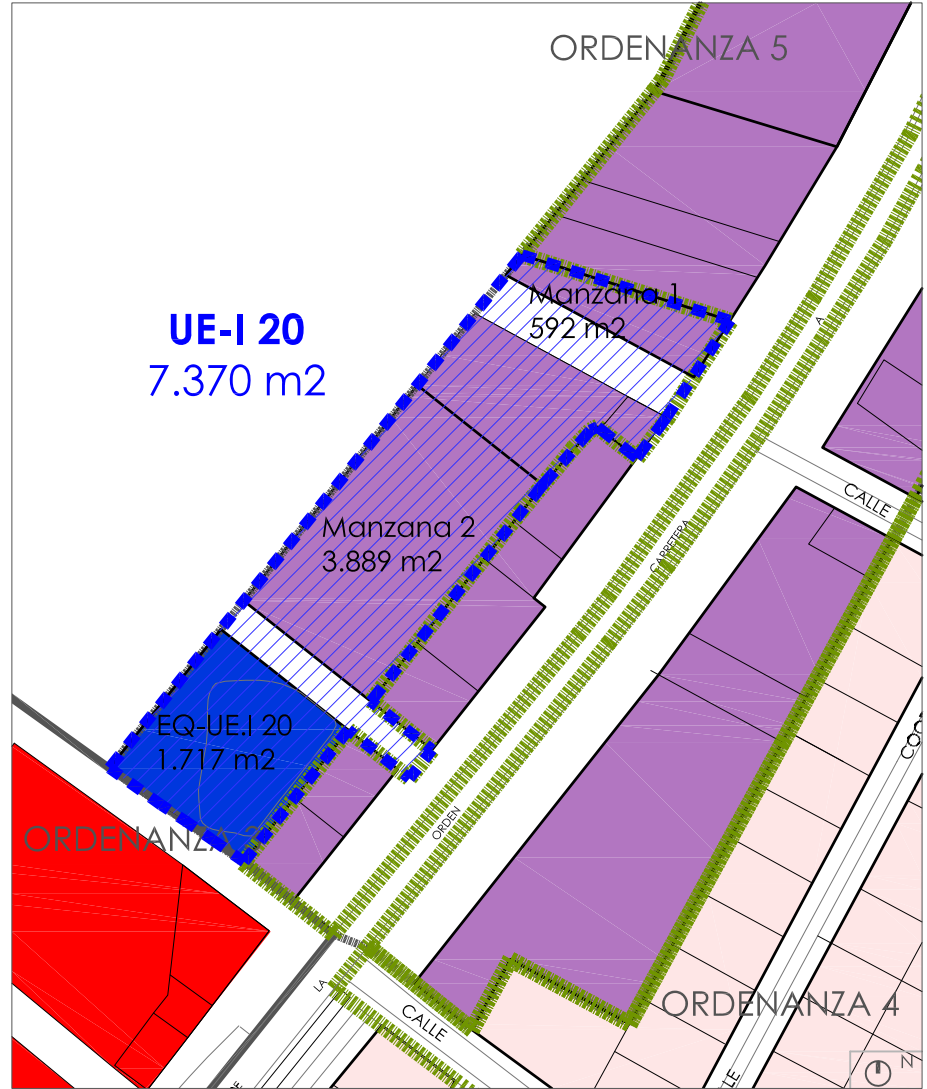 ORDENANZA 5
Manzana 1
592 m2
UE-I 20
7.370 m2
A
CALLE
Manzana 2
3.889 m2
CARRETERA
EQ-UE.I 20
1.717 m2
ORDEN
ORDENANZA
LA
CALLE
ORDENANZA 4
N